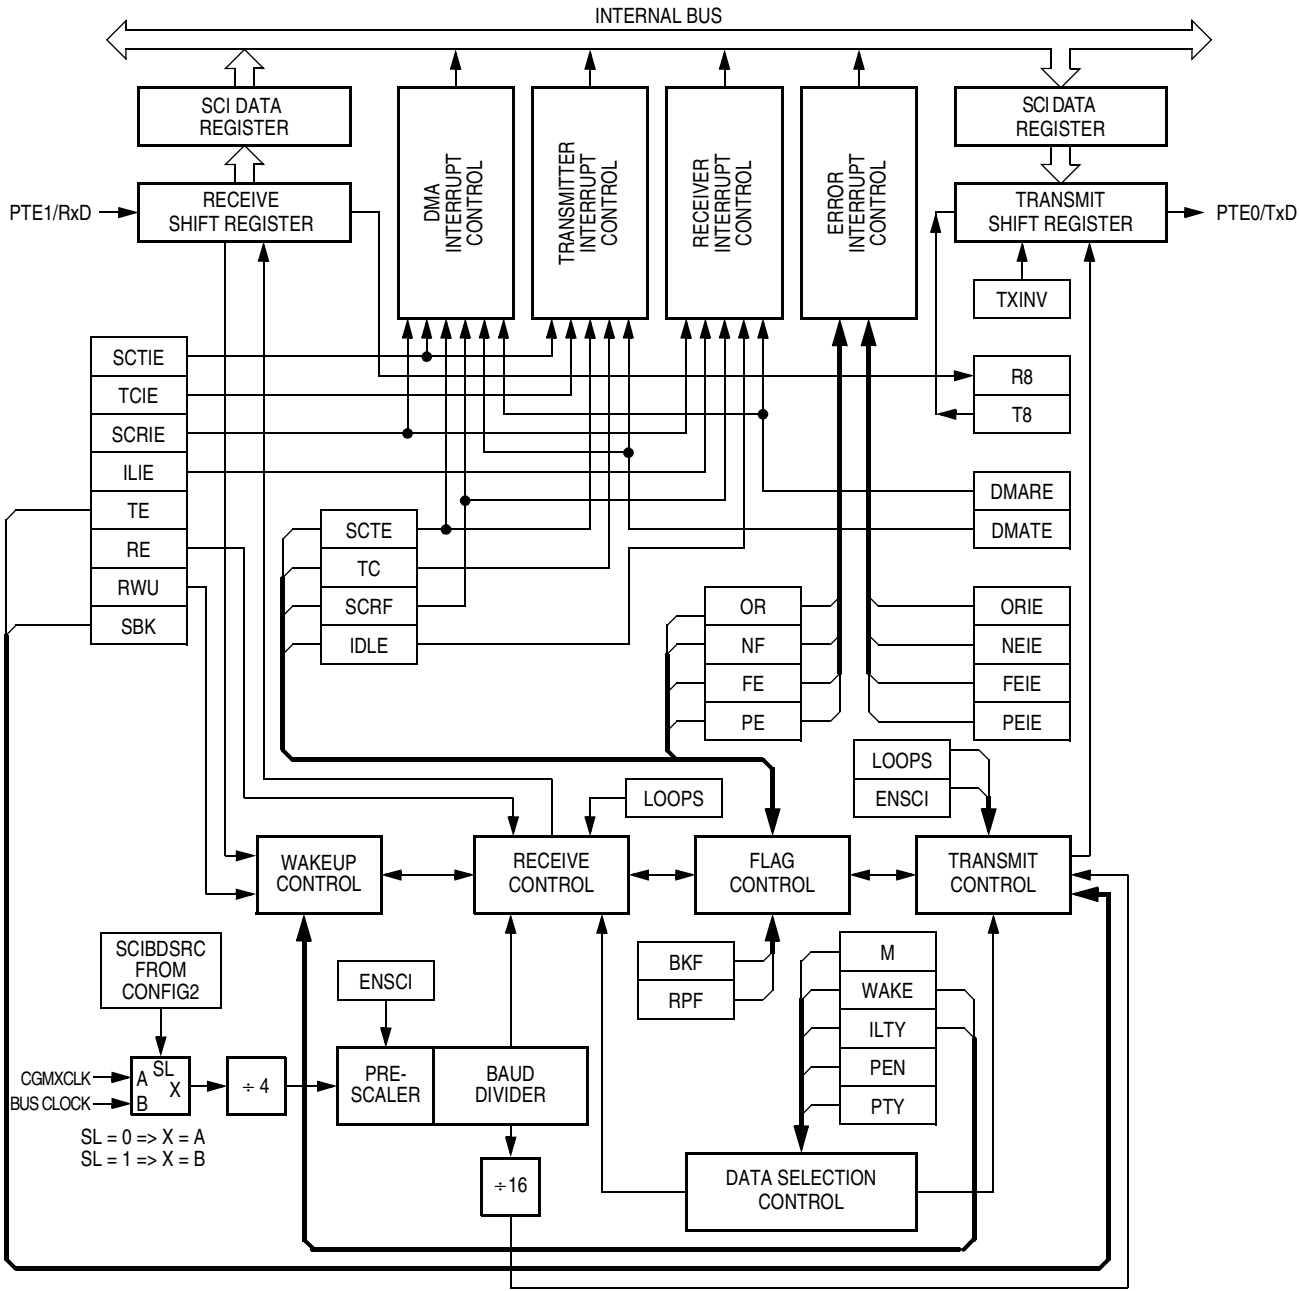 INTERNAL BUS
SCI DATA
REGISTER
SCI DATA
REGISTER
DMA
INTERRUPT
CONTROL
TRANSMITTER
INTERRUPT
CONTROL
RECEIVER
INTERRUPT
CONTROL
ERROR
INTERRUPT
CONTROL
PTE1/RxD
RECEIVE
SHIFT REGISTER
TRANSMIT
SHIFT REGISTER
PTE0/TxD
TXINV
SCTIE
TCIE
SCRIE
ILIE
TE
RE
RWU
SBK
R8
T8
DMARE
DMATE
SCTE
TC
SCRF
IDLE
OR
NF
FE
PE
ORIE
NEIE
FEIE
PEIE
LOOPS
ENSCI
LOOPS
WAKEUP
CONTROL
RECEIVE
CONTROL
FLAG
CONTROL
TRANSMIT
CONTROL
SCIBDSRC
FROM
CONFIG2
ENSCI
BKF
RPF
M
WAKE
ILTY
PEN
PTY
CGMXCLK
BUS CLOCK
SL
A
X
B
÷ 4
PRE-
SCALER
BAUD
DIVIDER
SL = 0 => X = A
SL = 1 => X = B
÷16
DATA SELECTION
CONTROL